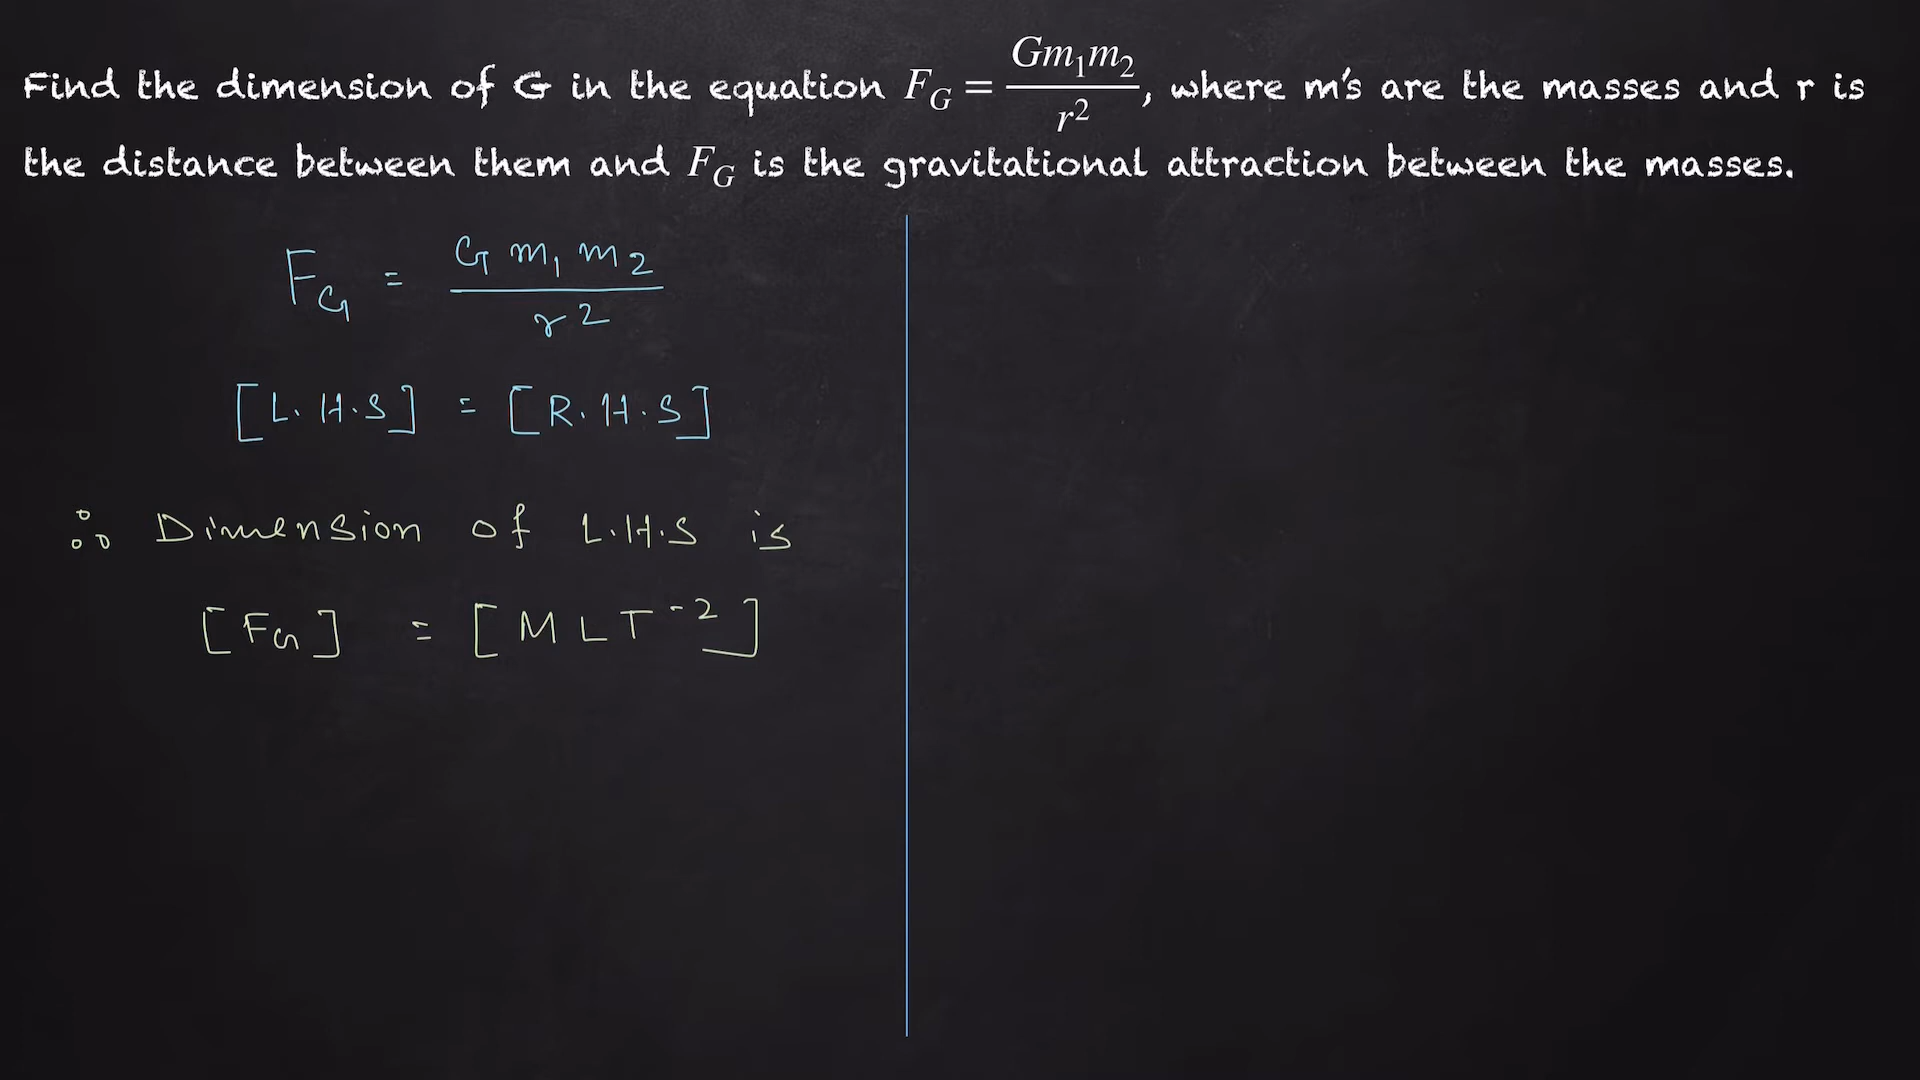 Find the dimension of G in the equation F_G = Gm₁m₂/r², where m's are the masses and r is
the distance between them and F_G is the gravitational attraction between the masses.
F_G = G m₁ m₂/r²
[L.H.S] = [R.H.S]
∴ Dimension of L.H.S is
[F_G] = [M L T⁻²]